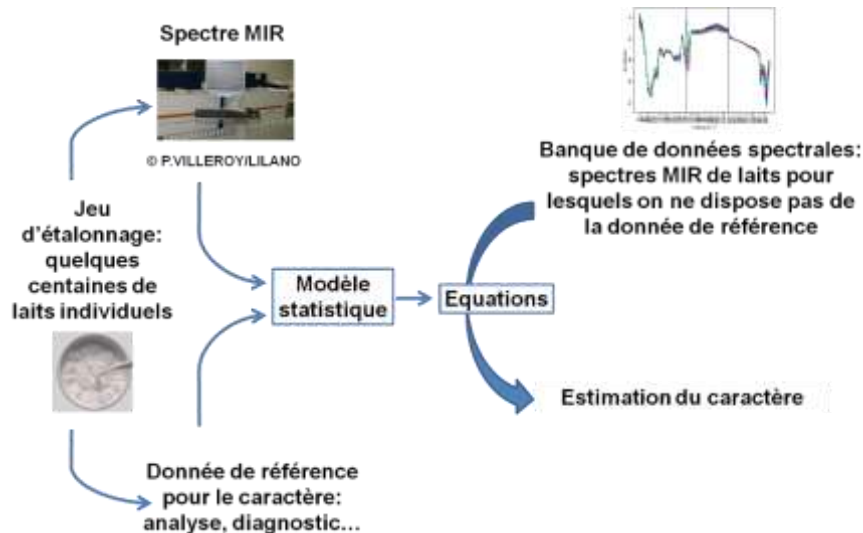 Spectre MIR
© P.VILLEROY/LILANO
Jeu
d'étalonnage:
quelques
centaines de
laits individuels
Donnée de référence
pour le caractère:
analyse, diagnostic...
Modèle
statistique
Equations
Banque de données spectrales:
spectres MIR de laits pour
lesquels on ne dispose pas de
la donnée de référence
Estimation du caractère